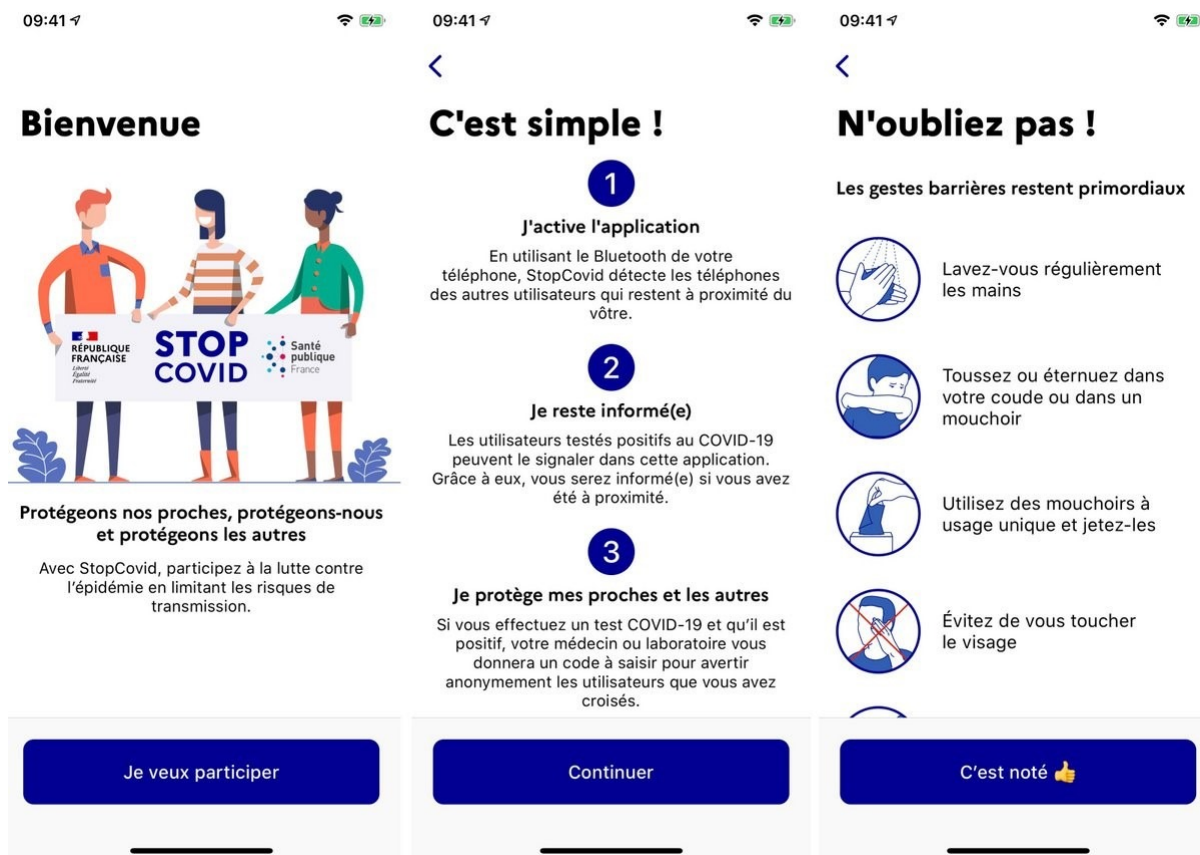 09:41
Bienvenue
RÉPUBLIQUE
FRANÇAISE
Liberté
Égalité
Fraternité
STOP
COVID
Santé
publique
France
Protégeons nos proches, protégeons-nous
et protégeons les autres
Avec StopCovid, participez à la lutte contre
l'épidémie en limitant les risques de
transmission.
Je veux participer
09:41
C'est simple !
1
J'active l'application
En utilisant le Bluetooth de votre
téléphone, StopCovid détecte les téléphones
des autres utilisateurs qui restent à proximité du
vôtre.
2
Je reste informé(e)
Les utilisateurs testés positifs au COVID-19
peuvent le signaler dans cette application.
Grâce à eux, vous serez informé(e) si vous avez
été à proximité.
3
Je protège mes proches et les autres
Si vous effectuez un test COVID-19 et qu'il est
positif, votre médecin ou laboratoire vous
donnera un code à saisir pour avertir
anonymement les utilisateurs que vous avez
croisés.
Continuer
09:41
N'oubliez pas !
Les gestes barrières restent primordiaux
Lavez-vous régulièrement
les mains
Toussez ou éternuez dans
votre coude ou dans un
mouchoir
Utilisez des mouchoirs à
usage unique et jetez-les
Évitez de vous toucher
le visage
C'est noté 👍